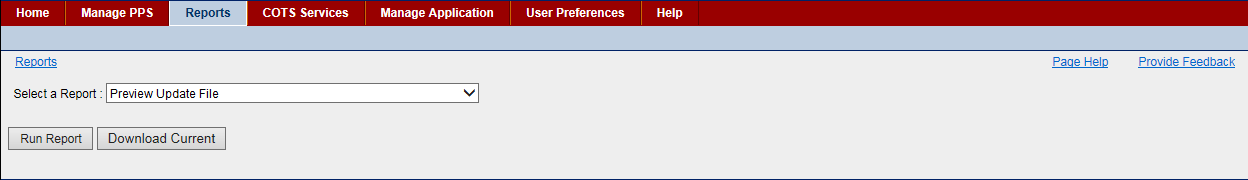 Home Manage PPS Reports COTS Services Manage Application User Preferences Help
Reports Page Help Provide Feedback
Select a Report : Preview Update File
Run Report Download Current